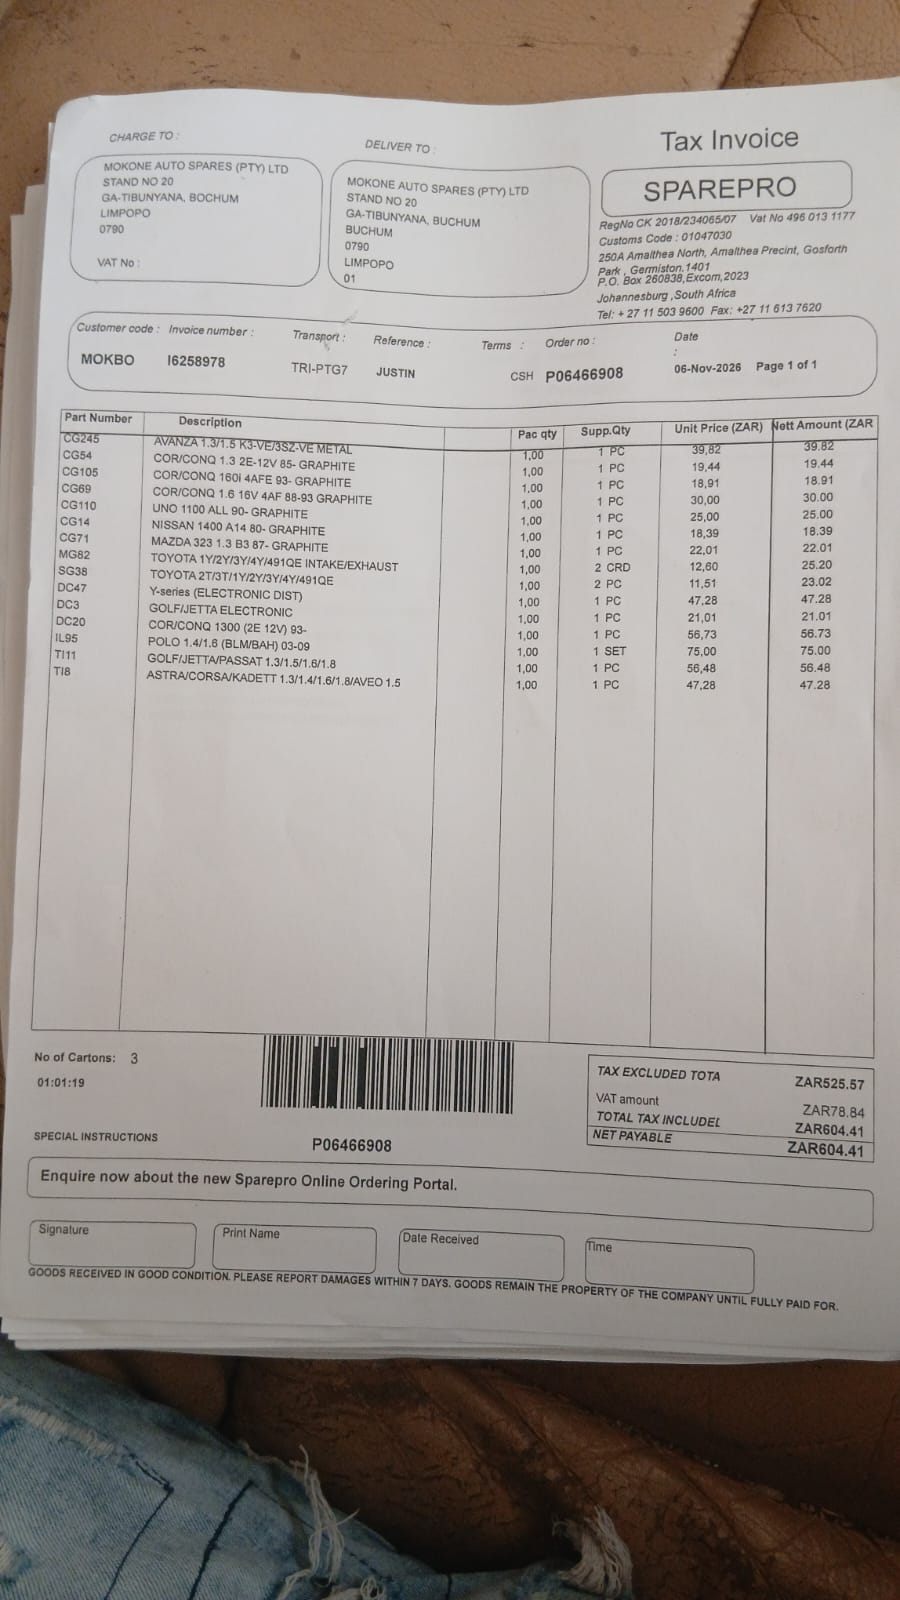 CHARGE TO :
MOKONE AUTO SPARES (PTY) LTD
STAND NO 20
GA-TIBUNYANA, BOCHUM
LIMPOPO
0790
VAT No :
DELIVER TO :
MOKONE AUTO SPARES (PTY) LTD
STAND NO 20
GA-TIBUNYANA, BUCHUM
BUCHUM
0790
LIMPOPO
01
Tax Invoice
SPAREPRO
RegNo CK 2018/234065/07 Vat No 496 013 1177
Customs Code : 01047030
250A Amalthea North, Amalthea Precint, Gosforth
Park , Germiston.1401
P.O. Box 260838,Excom,2023
Johannesburg ,South Africa
Tel: + 27 11 503 9600 Fax: +27 11 613 7620
Customer code : Invoice number : Transport : Reference : Terms : Order no : Date :
MOKBO I6258978 TRI-PTG7 JUSTIN CSH P06466908 06-Nov-2026 Page 1 of 1
Part Number Description Pac qty Supp.Qty Unit Price (ZAR) Nett Amount (ZAR
CG245 AVANZA 1.3/1.5 K3-VE/3SZ-VE METAL 1,00 1 PC 39,82 39.82
CG54 COR/CONQ 1.3 2E-12V 85- GRAPHITE 1,00 1 PC 19,44 19.44
CG105 COR/CONQ 160i 4AFE 93- GRAPHITE 1,00 1 PC 18,91 18.91
CG69 COR/CONQ 1.6 16V 4AF 88-93 GRAPHITE 1,00 1 PC 30,00 30.00
CG110 UNO 1100 ALL 90- GRAPHITE 1,00 1 PC 25,00 25.00
CG14 NISSAN 1400 A14 80- GRAPHITE 1,00 1 PC 18,39 18.39
CG71 MAZDA 323 1.3 B3 87- GRAPHITE 1,00 1 PC 22,01 22.01
MG82 TOYOTA 1Y/2Y/3Y/4Y/491QE INTAKE/EXHAUST 1,00 2 CRD 12,60 25.20
SG38 TOYOTA 2T/3T/1Y/2Y/3Y/4Y/491QE 1,00 2 PC 11,51 23.02
DC47 Y-series (ELECTRONIC DIST) 1,00 1 PC 47,28 47.28
DC3 GOLF/JETTA ELECTRONIC 1,00 1 PC 21,01 21.01
DC20 COR/CONQ 1300 (2E 12V) 93- 1,00 1 PC 56,73 56.73
IL95 POLO 1.4/1.6 (BLM/BAH) 03-09 1,00 1 SET 75,00 75.00
TI11 GOLF/JETTA/PASSAT 1.3/1.5/1.6/1.8 1,00 1 PC 56,48 56.48
TI8 ASTRA/CORSA/KADETT 1.3/1.4/1.6/1.8/AVEO 1.5 1,00 1 PC 47,28 47.28
No of Cartons: 3
01:01:19
SPECIAL INSTRUCTIONS
P06466908
TAX EXCLUDED TOTA ZAR525.57
VAT amount ZAR78.84
TOTAL TAX INCLUDEL ZAR604.41
NET PAYABLE ZAR604.41
Enquire now about the new Sparepro Online Ordering Portal.
Signature
Print Name
Date Received
Time
GOODS RECEIVED IN GOOD CONDITION. PLEASE REPORT DAMAGES WITHIN 7 DAYS. GOODS REMAIN THE PROPERTY OF THE COMPANY UNTIL FULLY PAID FOR.